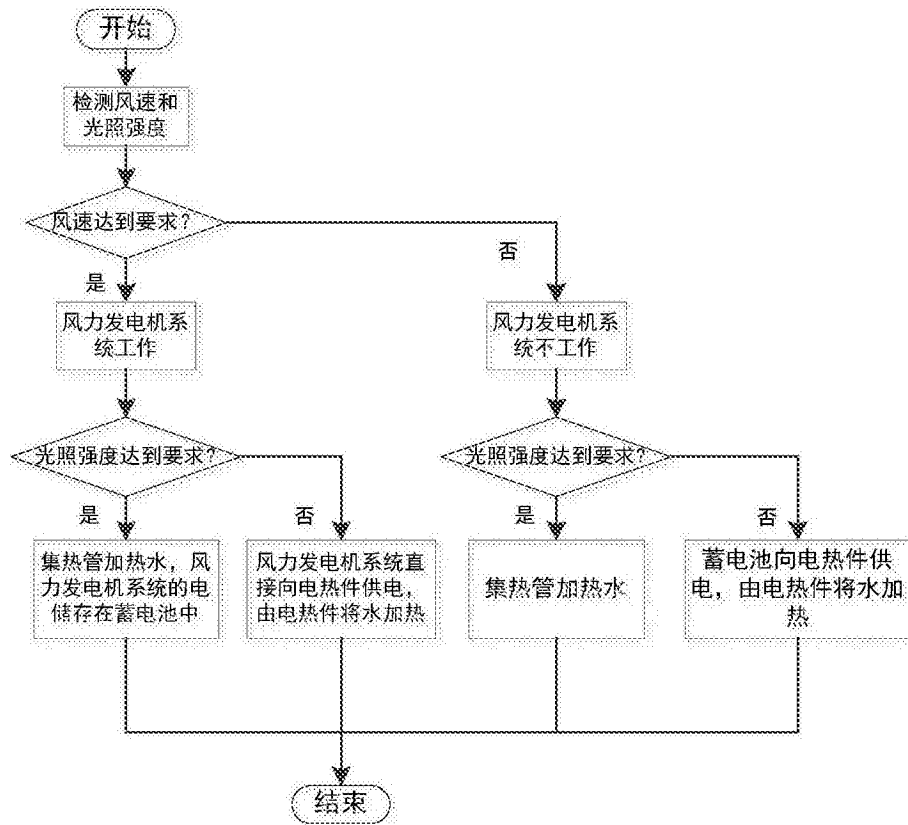 开始
检测风速和
光照强度
风速达到要求？
是
否
风力发电机系
统工作
风力发电机系
统不工作
光照强度达到要求？
光照强度达到要求？
是
否
是
否
集热管加热水，风
力发电机系统的电
储存在蓄电池中
风力发电机系统直
接向电热件供电，
由电热件将水加热
集热管加热水
蓄电池向电热件供
电，由电热件将水加
热
结束